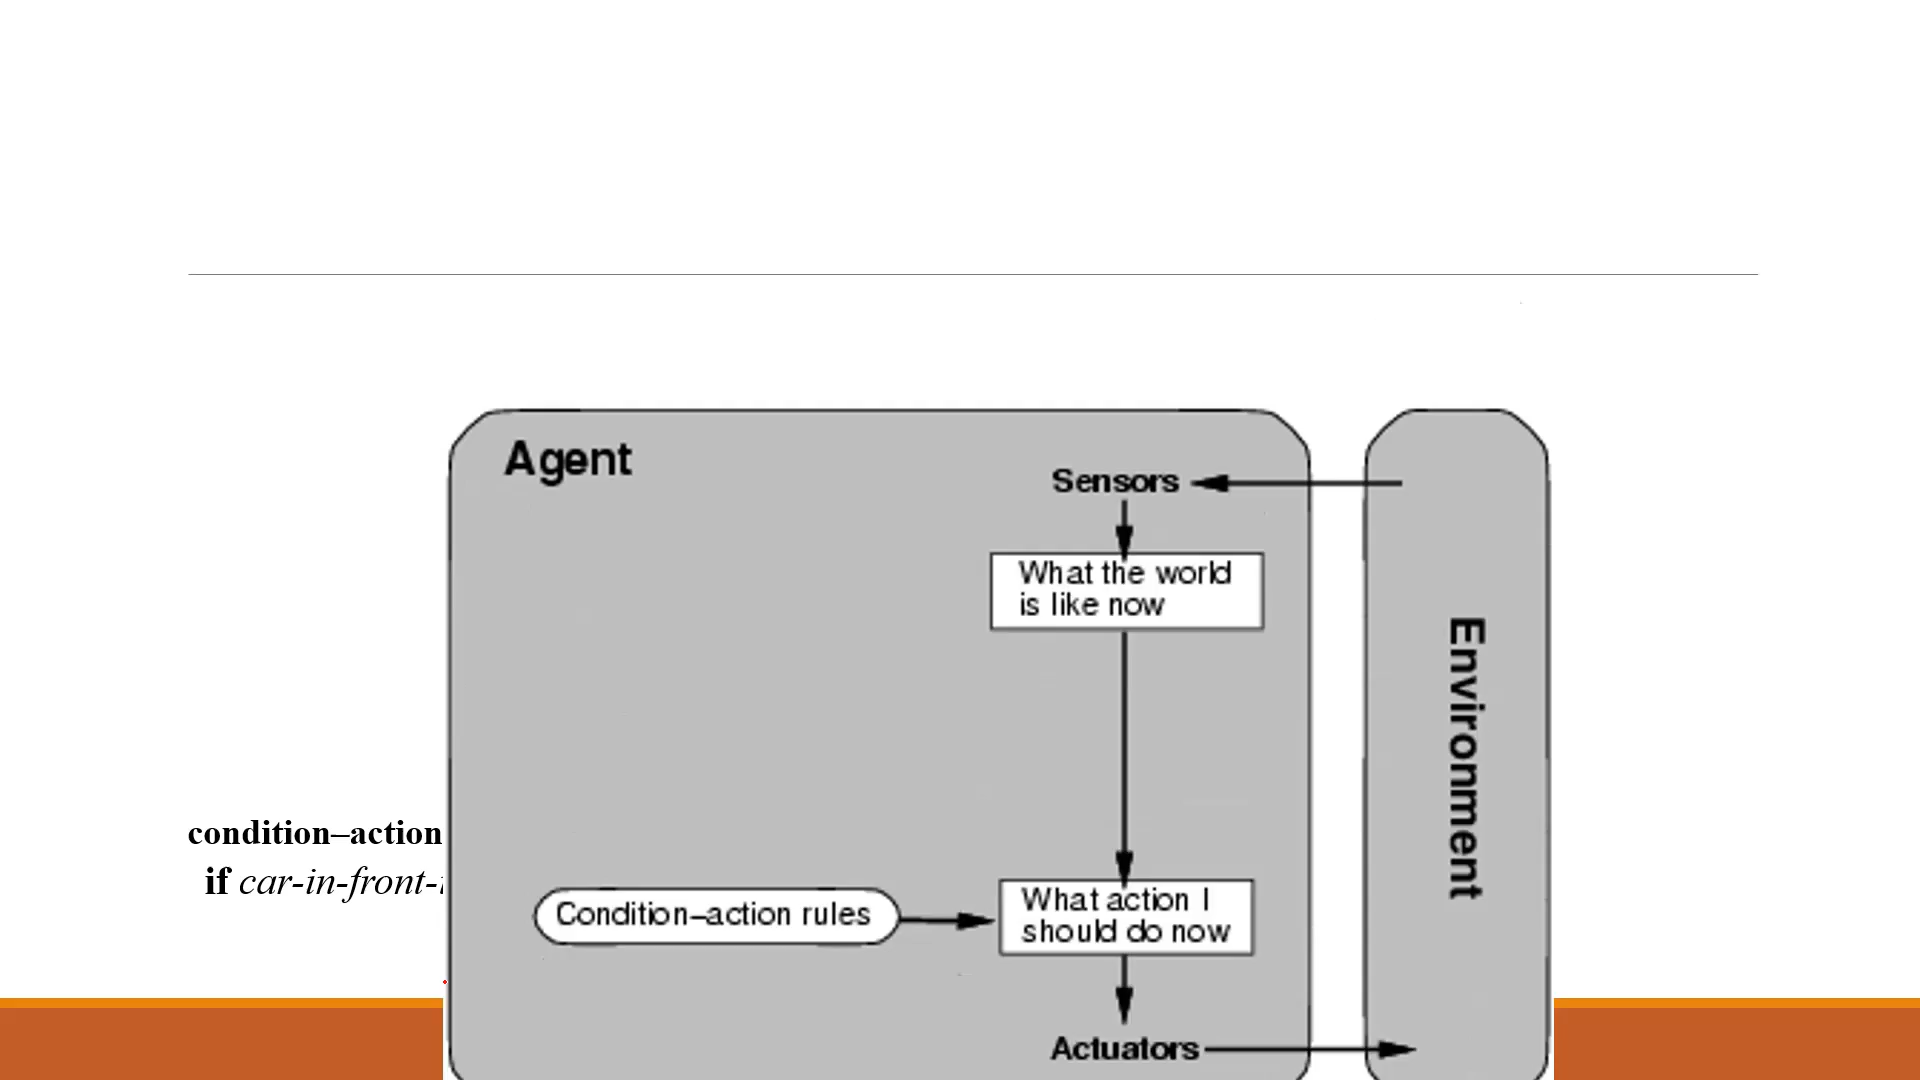 Agent
Sensors
What the world
is like now
Environment
condition–action
if car-in-front-
Condition–action rules
What action I
should do now
Actuators